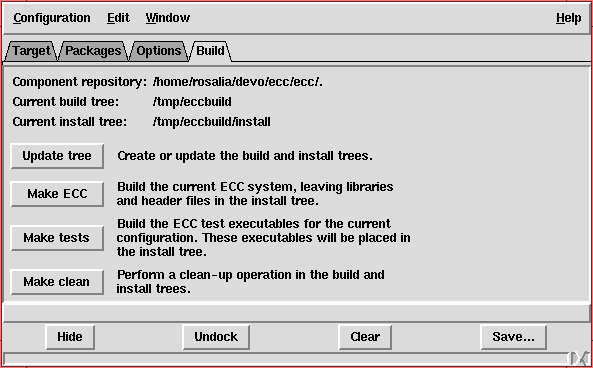 Configuration Edit Window Help
Target Packages Options Build
Component repository: /home/rosalia/devo/ecc/ecc/.
Current build tree: /tmp/eccbuild
Current install tree: /tmp/eccbuild/install
Update tree Create or update the build and install trees.
Make ECC Build the current ECC system, leaving libraries
and header files in the install tree.
Make tests Build the ECC test executables for the current
configuration. These executables will be placed in
the install tree.
Make clean Perform a clean-up operation in the build and
install trees.
Hide Undock Clear Save...